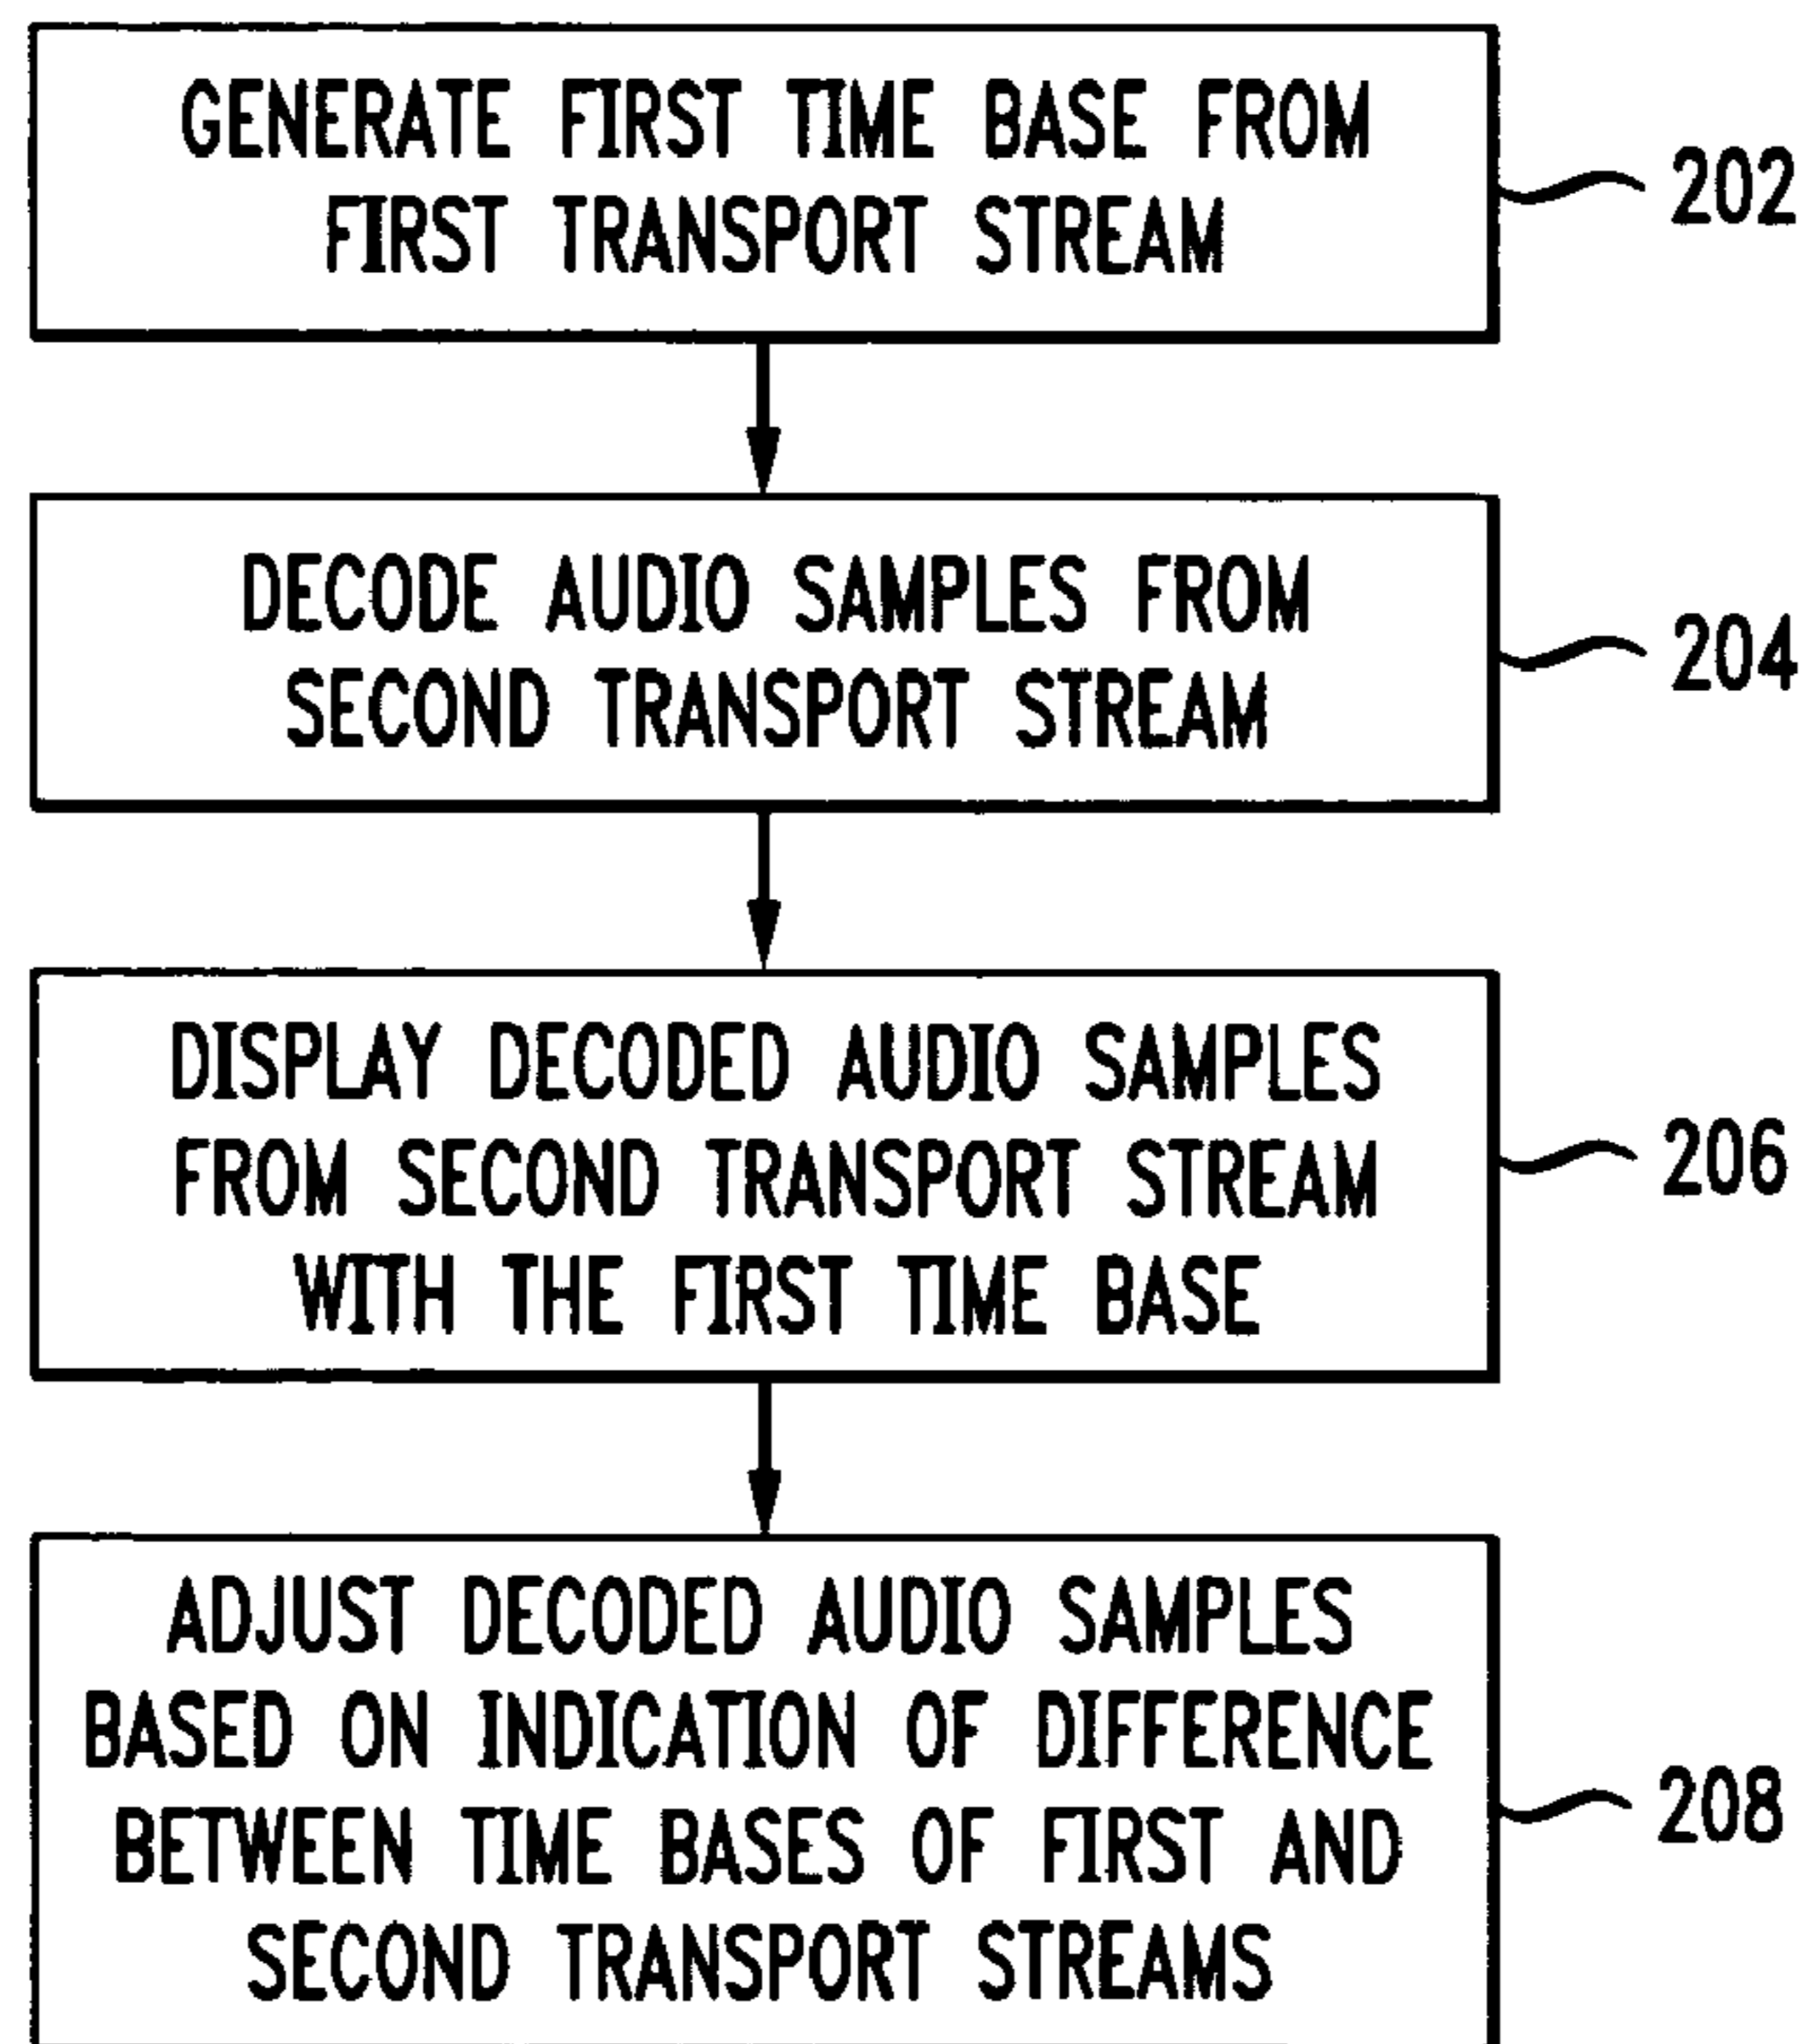 GENERATE FIRST TIME BASE FROM
FIRST TRANSPORT STREAM
202
DECODE AUDIO SAMPLES FROM
SECOND TRANSPORT STREAM
204
DISPLAY DECODED AUDIO SAMPLES
FROM SECOND TRANSPORT STREAM
WITH THE FIRST TIME BASE
206
ADJUST DECODED AUDIO SAMPLES
BASED ON INDICATION OF DIFFERENCE
BETWEEN TIME BASES OF FIRST AND
SECOND TRANSPORT STREAMS
208